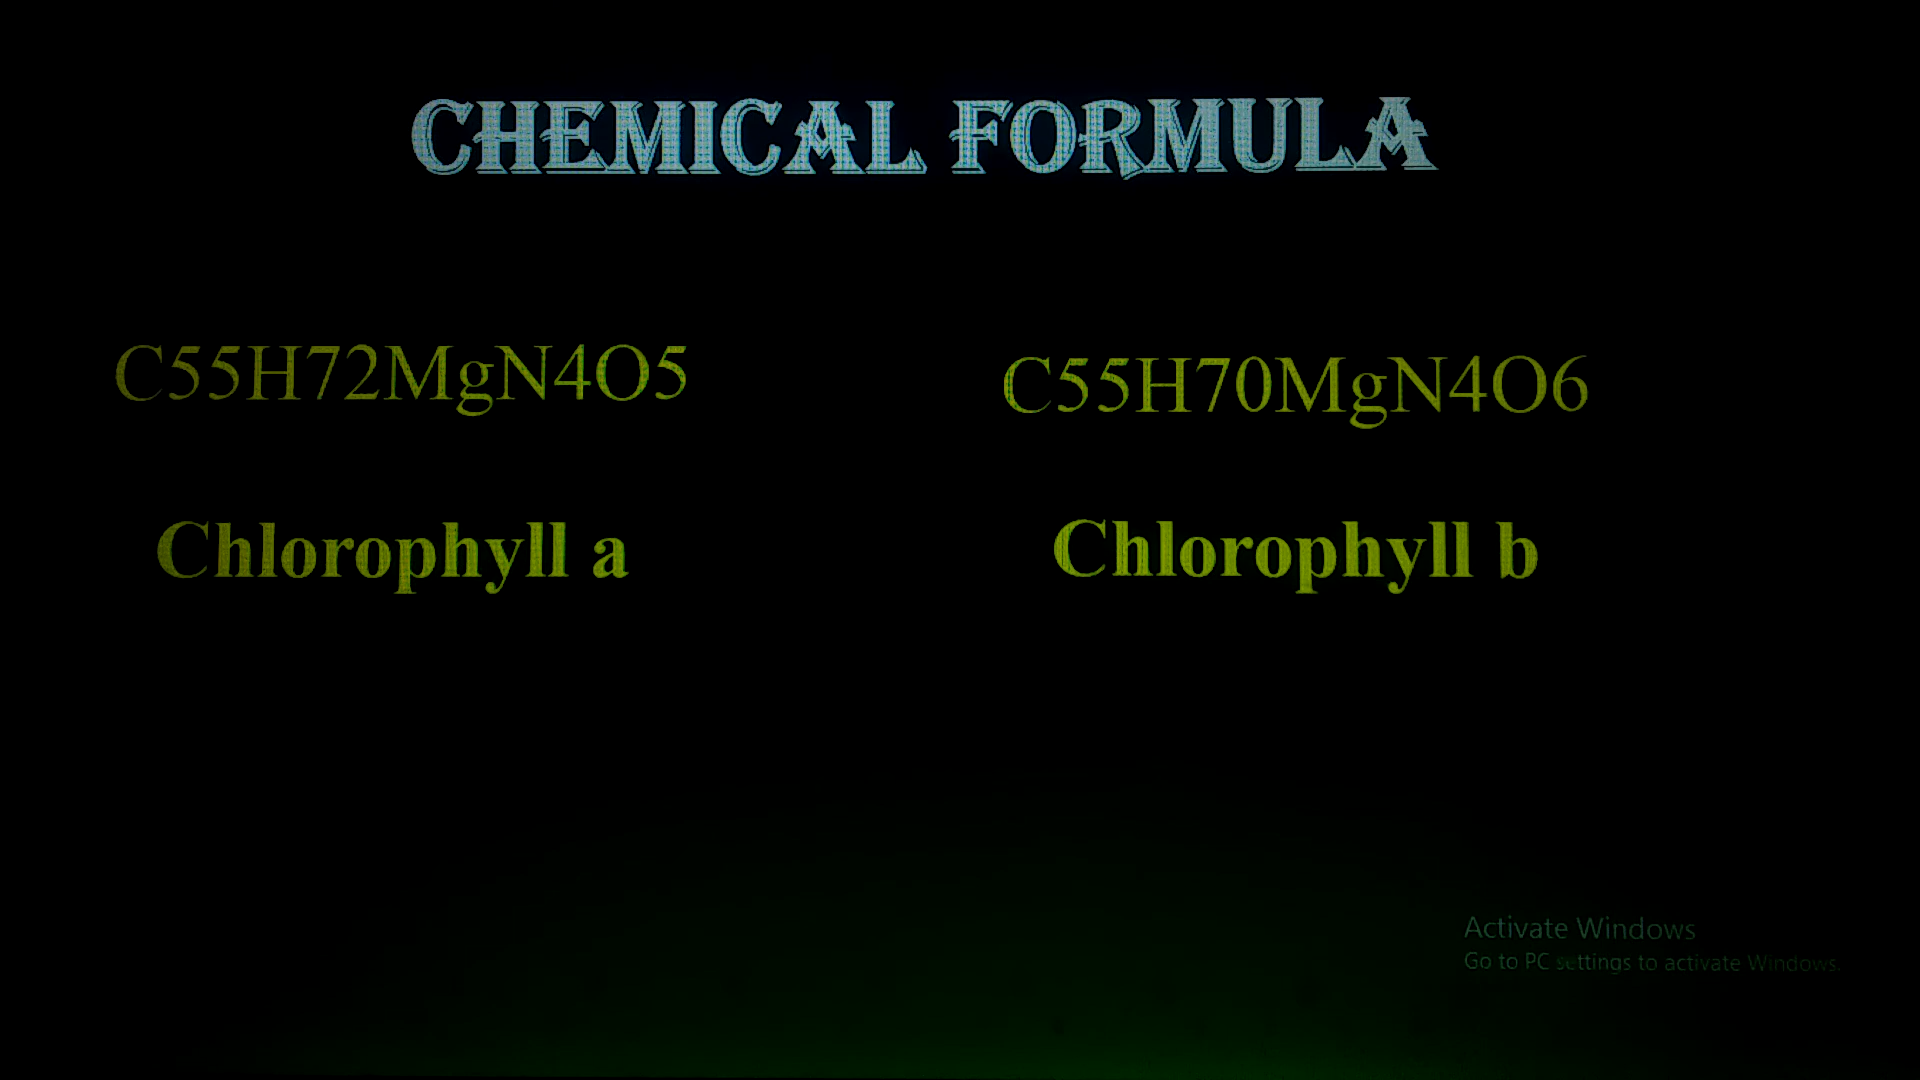 CHEMICAL FORMULA
C55H72MgN4O5 C55H70MgN4O6
Chlorophyll a Chlorophyll b
Activate Windows
Go to PC settings to activate Windows.